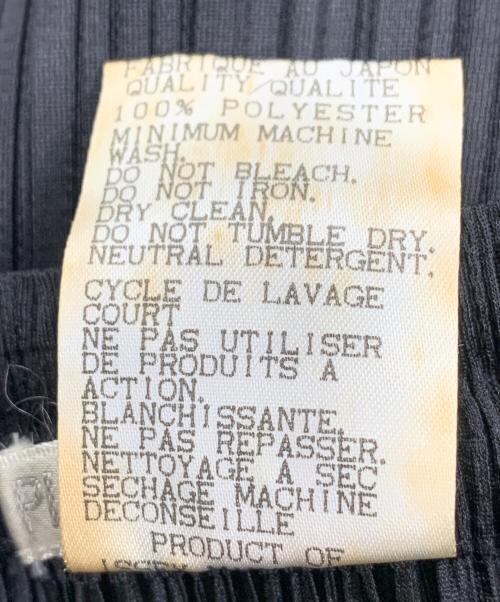 FABRIQUE AU JAPON
QUALITY/QUALITE
100% POLYESTER
MINIMUM MACHINE
WASH.
DO NOT BLEACH.
DO NOT IRON.
DRY CLEAN.
DO NOT TUMBLE DRY.
NEUTRAL DETERGENT.
CYCLE DE LAVAGE
COURT
NE PAS UTILISER
DE PRODUITS A
ACTION.
BLANCHISSANTE.
NE PAS REPASSER.
NETTOYAGE A SEC
SECHAGE MACHINE
DECONSEILLE
PRODUCT OF